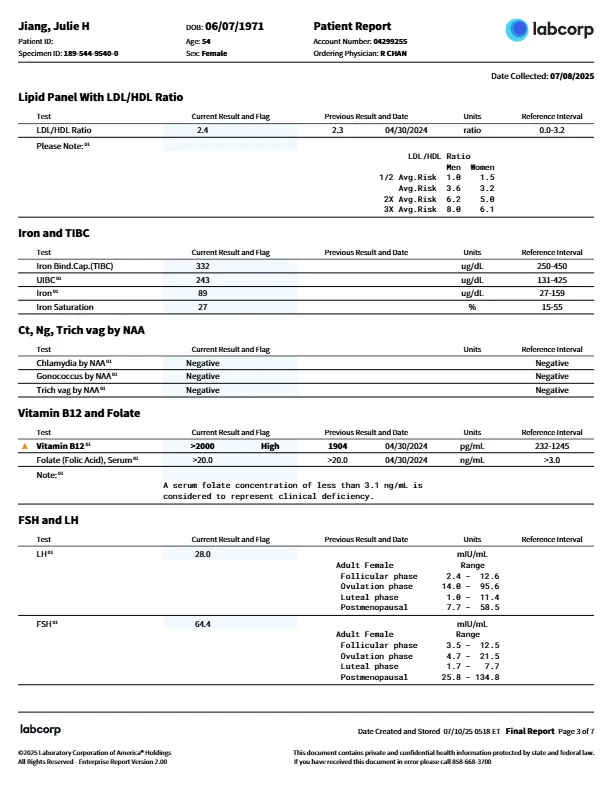 Jiang, Julie H DOB: 06/07/1971 Patient Report
Patient ID: Age: 54 Account Number: 04299255
Specimen ID: 189-544-9540-0 Sex: Female Ordering Physician: R CHAN
labcorp
Date Collected: 07/08/2025
Lipid Panel With LDL/HDL Ratio
Test Current Result and Flag Previous Result and Date Units Reference Interval
LDL/HDL Ratio 2.4 2.3 04/30/2024 ratio 0.0-3.2
Please Note: 01
LDL/HDL Ratio
Men Women
1/2 Avg.Risk 1.0 1.5
Avg.Risk 3.6 3.2
2X Avg.Risk 6.2 5.0
3X Avg.Risk 8.0 6.1
Iron and TIBC
Test Current Result and Flag Previous Result and Date Units Reference Interval
Iron Bind.Cap.(TIBC) 332 ug/dL 250-450
UIBC 01 243 ug/dL 131-425
Iron 01 89 ug/dL 27-159
Iron Saturation 27 % 15-55
Ct, Ng, Trich vag by NAA
Test Current Result and Flag Previous Result and Date Units Reference Interval
Chlamydia by NAA 01 Negative Negative
Gonococcus by NAA 01 Negative Negative
Trich vag by NAA 01 Negative Negative
Vitamin B12 and Folate
Test Current Result and Flag Previous Result and Date Units Reference Interval
Vitamin B12 01 >2000 High 1904 04/30/2024 pg/mL 232-1245
Folate (Folic Acid), Serum 01 >20.0 >20.0 04/30/2024 ng/mL >3.0
Note: 01
A serum folate concentration of less than 3.1 ng/mL is
considered to represent clinical deficiency.
FSH and LH
Test Current Result and Flag Previous Result and Date Units Reference Interval
LH 01 28.0 mIU/mL
Adult Female Range
Follicular phase 2.4 - 12.6
Ovulation phase 14.0 - 95.6
Luteal phase 1.0 - 11.4
Postmenopausal 7.7 - 58.5
FSH 01 64.4 mIU/mL
Adult Female Range
Follicular phase 3.5 - 12.5
Ovulation phase 4.7 - 21.5
Luteal phase 1.7 - 7.7
Postmenopausal 25.8 - 134.8
labcorp
Date Created and Stored 07/10/25 0518 ET Final Report Page 3 of 7
©2025 Laboratory Corporation of America® Holdings
All Rights Reserved - Enterprise Report Version 2.00
This document contains private and confidential health information protected by state and federal law.
If you have received this document in error please call 858-668-3700